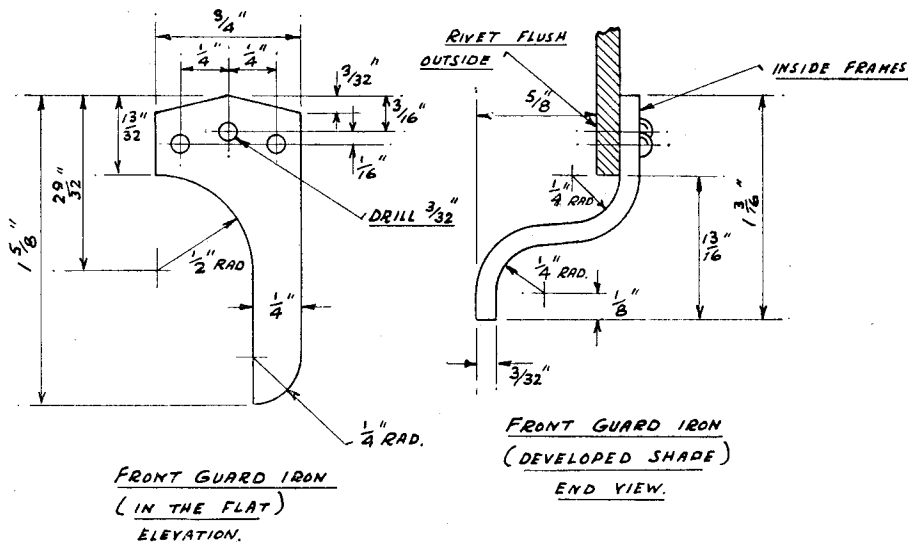 3/4"
1/4" 1/4"
3/32"
3/16"
13/32"
29/32
1 5/8"
1/16"
DRILL 3/32"
1/2" RAD
1/4"
1/4" RAD.
FRONT GUARD IRON
(IN THE FLAT)
ELEVATION.
RIVET FLUSH
OUTSIDE
INSIDE FRAMES
5/8"
1/4" RAD
1 3/16"
13/16"
1/4" RAD.
1/8"
3/32"
FRONT GUARD IRON
(DEVELOPED SHAPE)
END VIEW.